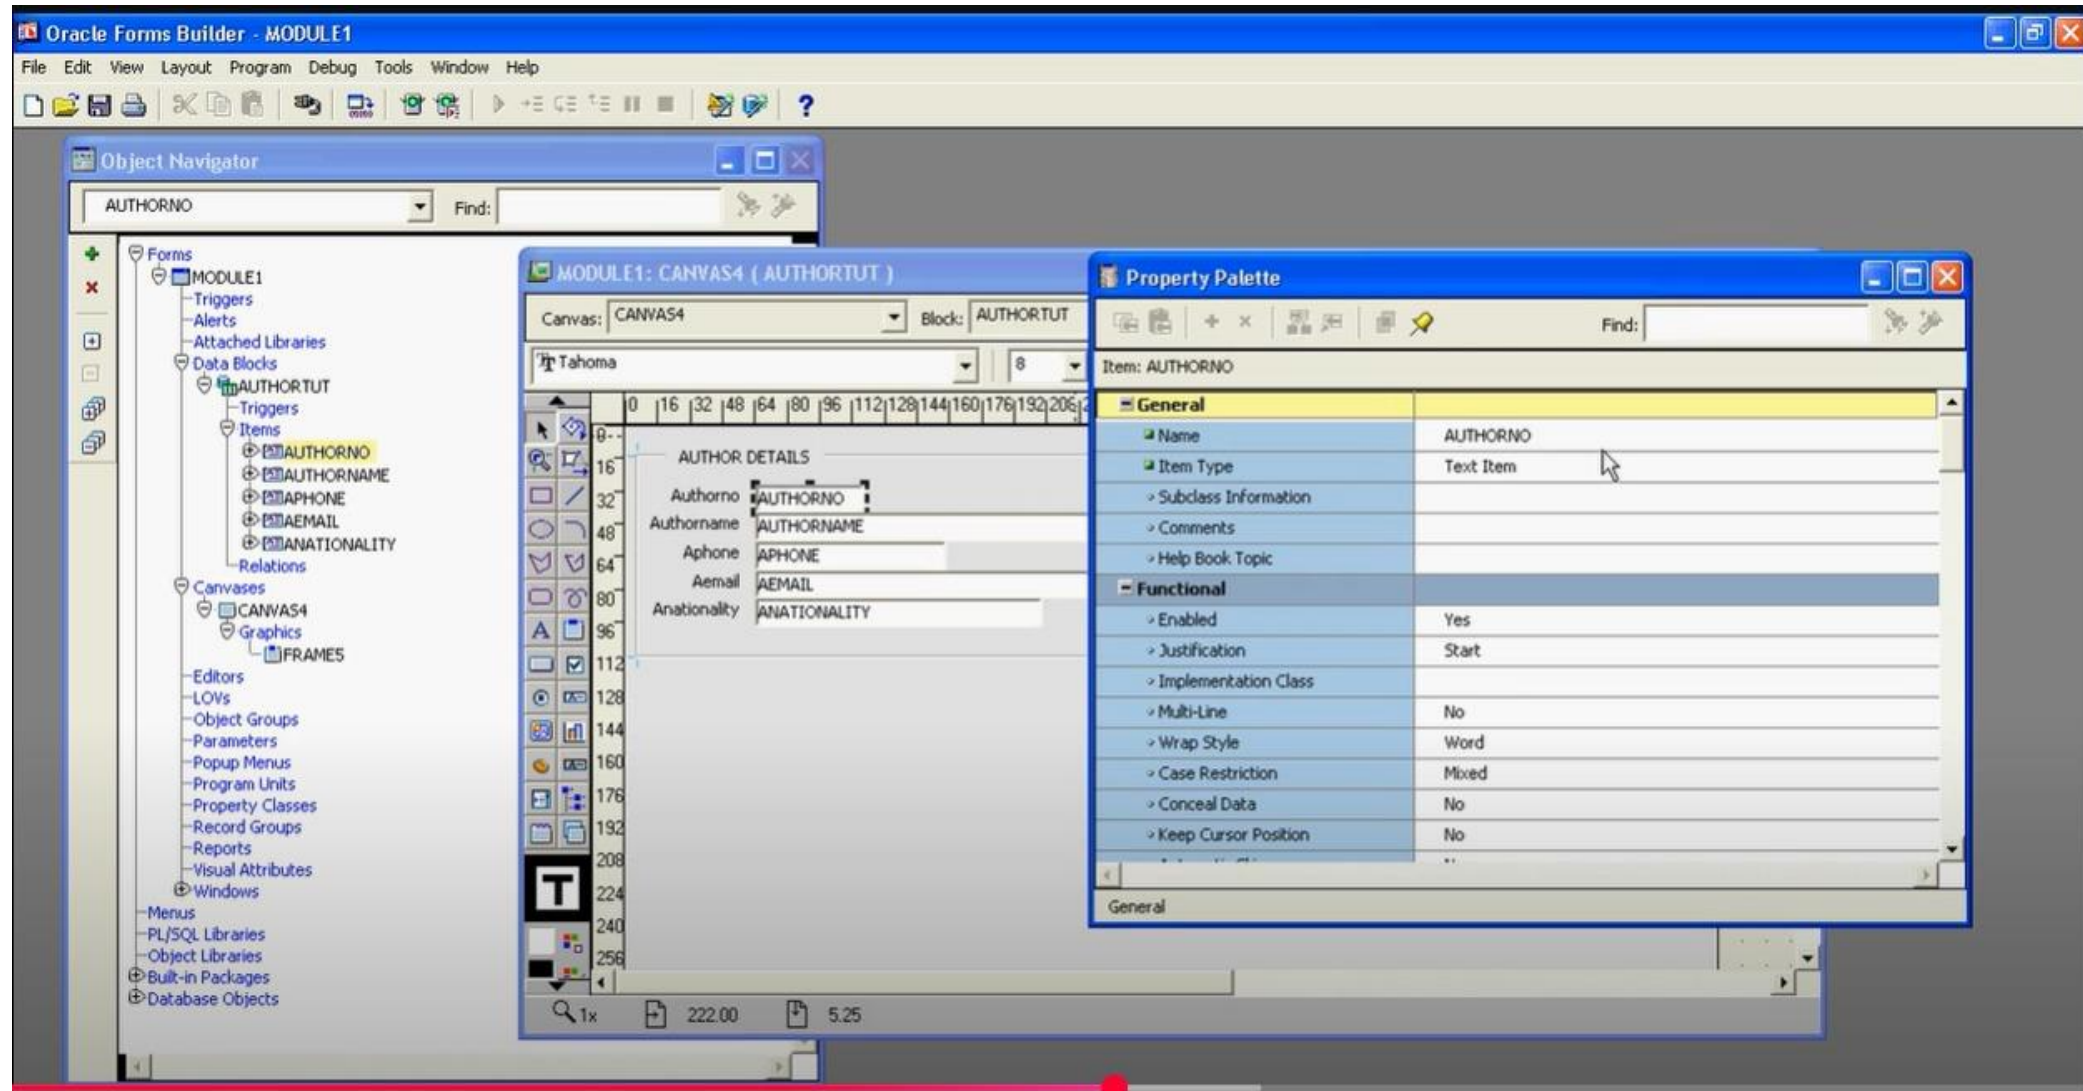 Oracle Forms Builder - MODULE1
File Edit View Layout Program Debug Tools Window Help
Object Navigator
AUTHORNO Find:
Forms
MODULE1
Triggers
Alerts
Attached Libraries
Data Blocks
AUTHORTUT
Triggers
Items
AUTHORNO
AUTHORNAME
APHONE
AEMAIL
ANATIONALITY
Relations
Canvases
CANVAS4
Graphics
FRAME5
Editors
LOVs
Object Groups
Parameters
Popup Menus
Program Units
Property Classes
Record Groups
Reports
Visual Attributes
Windows
Menus
PL/SQL Libraries
Object Libraries
Built-in Packages
Database Objects
MODULE1: CANVAS4 ( AUTHORTUT )
Canvas: CANVAS4 Block: AUTHORTUT
Tahoma 8
0 16 32 48 64 80 96 112 128 144 160 176 192 208
0
16
32
48
64
80
96
112
128
144
160
176
192
208
224
240
256
AUTHOR DETAILS
Authorno AUTHORNO
Authorname AUTHORNAME
Aphone APHONE
Aemail AEMAIL
Anationality ANATIONALITY
A
T
1x 222.00 5.25
Property Palette
Find:
Item: AUTHORNO
General
Name AUTHORNO
Item Type Text Item
Subclass Information
Comments
Help Book Topic
Functional
Enabled Yes
Justification Start
Implementation Class
Multi-Line No
Wrap Style Word
Case Restriction Mixed
Conceal Data No
Keep Cursor Position No
General